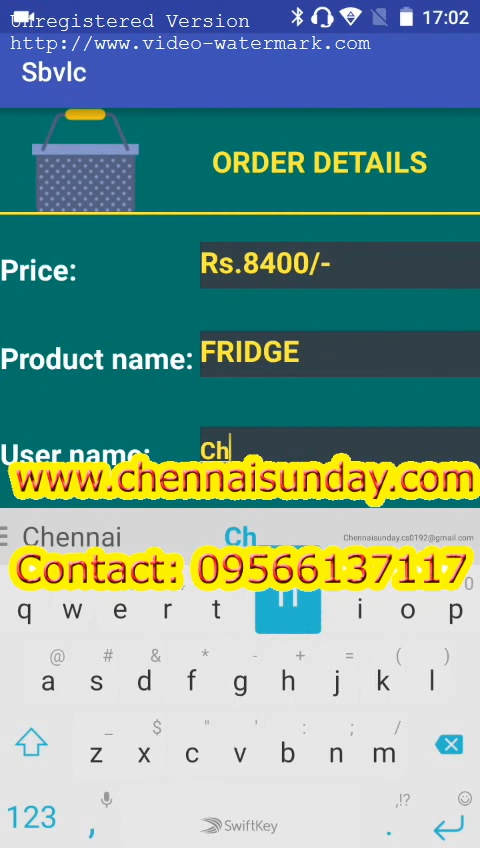 Unregistered Version
17:02
http://www.video-watermark.com
Sbvlc
ORDER DETAILS
Price: Rs.8400/-
Product name: FRIDGE
User name: Ch
www.chennaisunday.com
Chennai Ch Chennaisunday.cs0192@gmail.com
Contact: 09566137117
0
q w e r t i o p
@ # & * - + = ( )
a s d f g h j k l
_ $ " ' : ; /
z x c v b n m
123 , SwiftKey ,!? .